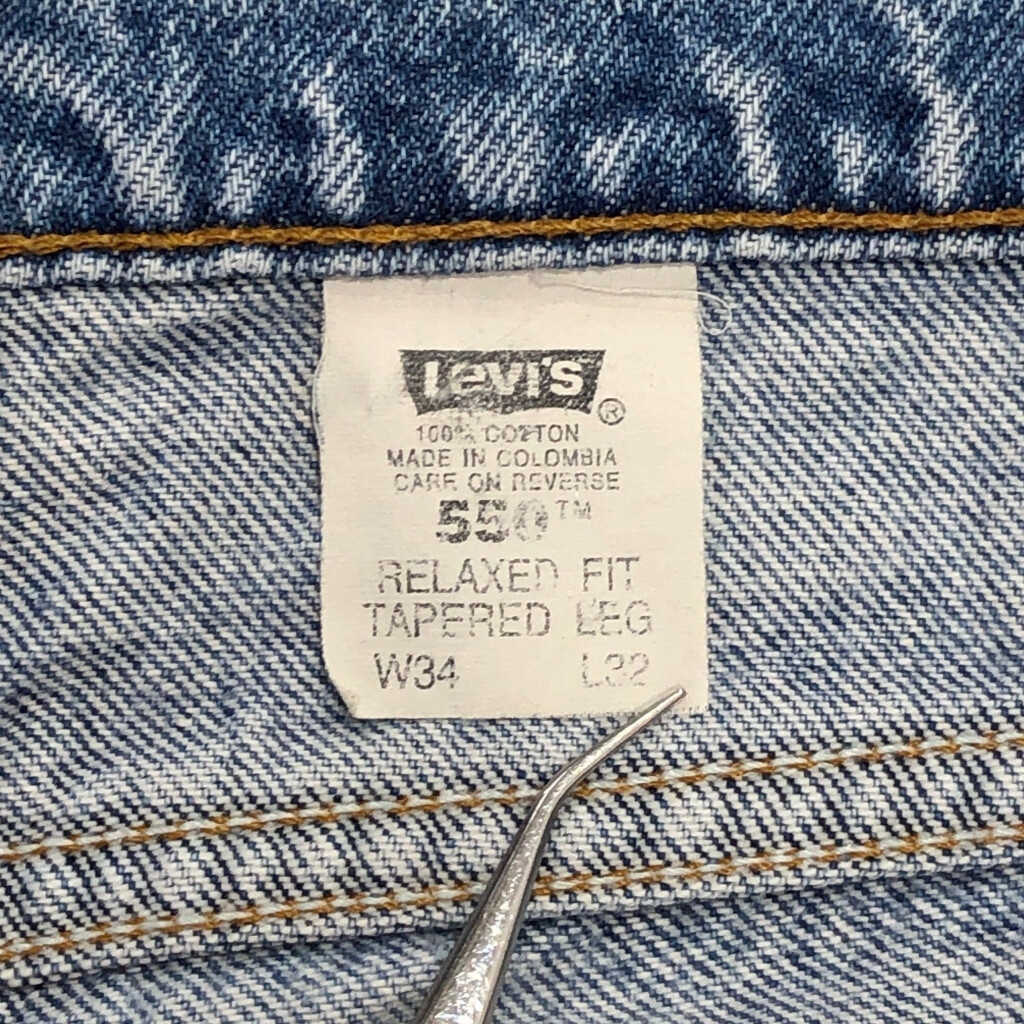 Levi's ®
100% COTTON
MADE IN COLOMBIA
CARE ON REVERSE
550™
RELAXED FIT
TAPERED LEG
W34 L32